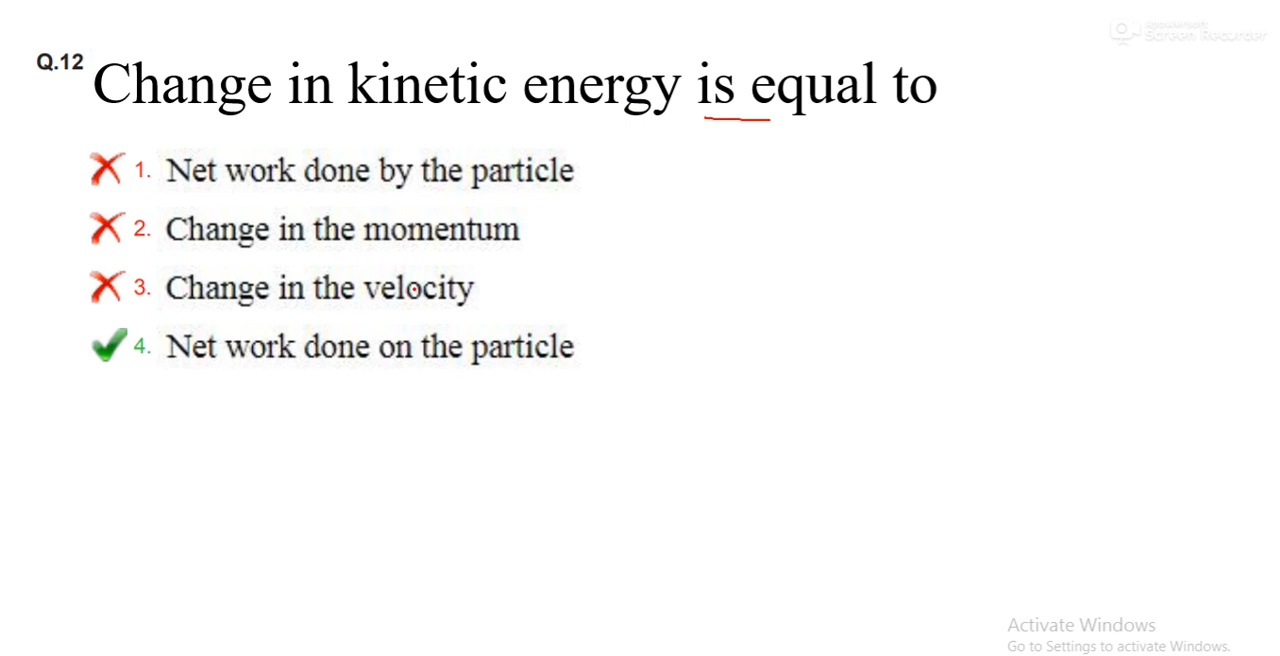 Screen Recorder
Q.12 Change in kinetic energy is equal to
1. Net work done by the particle
2. Change in the momentum
3. Change in the velocity
4. Net work done on the particle
Activate Windows
Go to Settings to activate Windows.